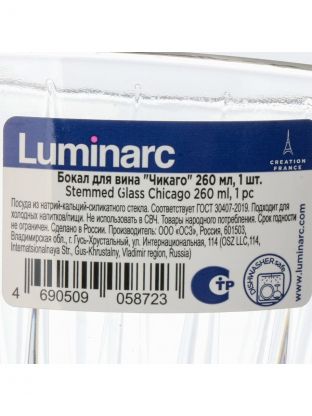 Luminarc
CREATION
FRANCE
Бокал для вина "Чикаго" 260 мл, 1 шт.
Stemmed Glass Chicago 260 ml, 1 pc
luminarc.com
Посуда из натрий-кальций-силикатного стекла. Соответствует ГОСТ 30407-2019. Подходит для
холодных напитков/пищи. Не использовать в СВЧ. Товары народного потребления. Срок годности
не ограничен. Сделано в России. Производитель: ООО «ОСЗ», Россия, 601503,
Владимирская обл., г. Гусь-Хрустальный, ул. Интернациональная, 114 (OSZ LLC,114,
Internatsionalnaya Str., Gus-Khrustalny, Vladimir region, Russia)
4 690509 058723
СТР
DISHWASHER safe